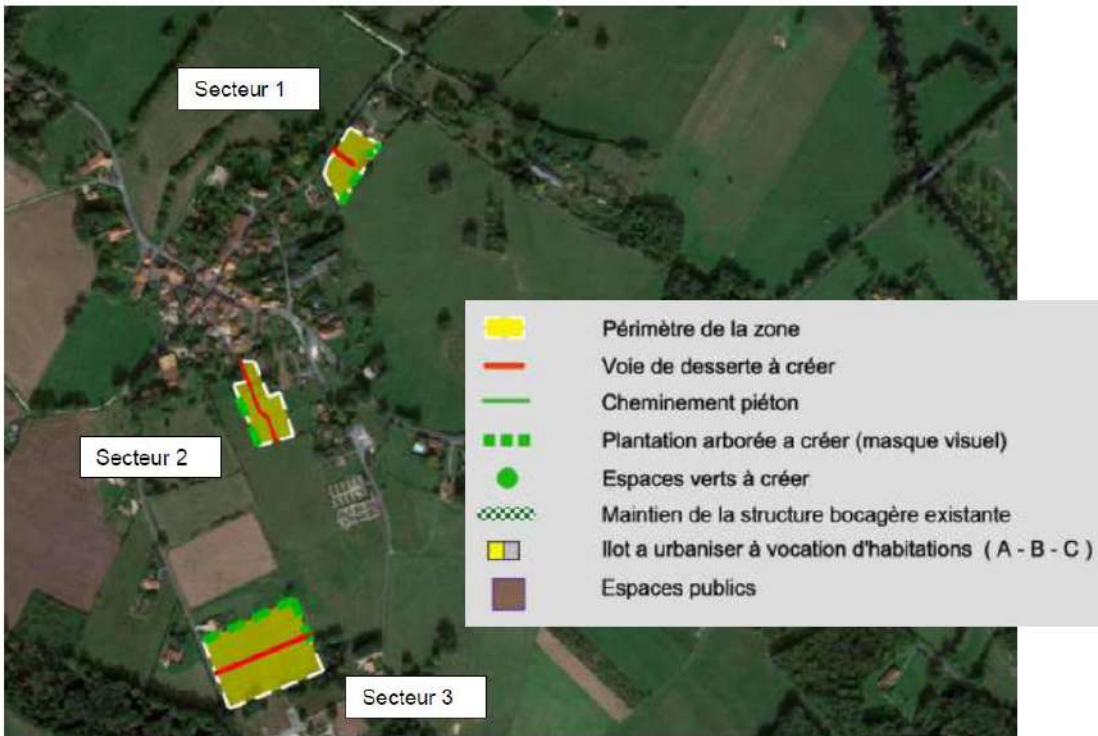 Secteur 1
Périmètre de la zone
Voie de desserte à créer
Cheminement piéton
Plantation arborée a créer (masque visuel)
Secteur 2
Espaces verts à créer
Maintien de la structure bocagère existante
Ilot a urbaniser à vocation d'habitations ( A - B - C )
Espaces publics
Secteur 3